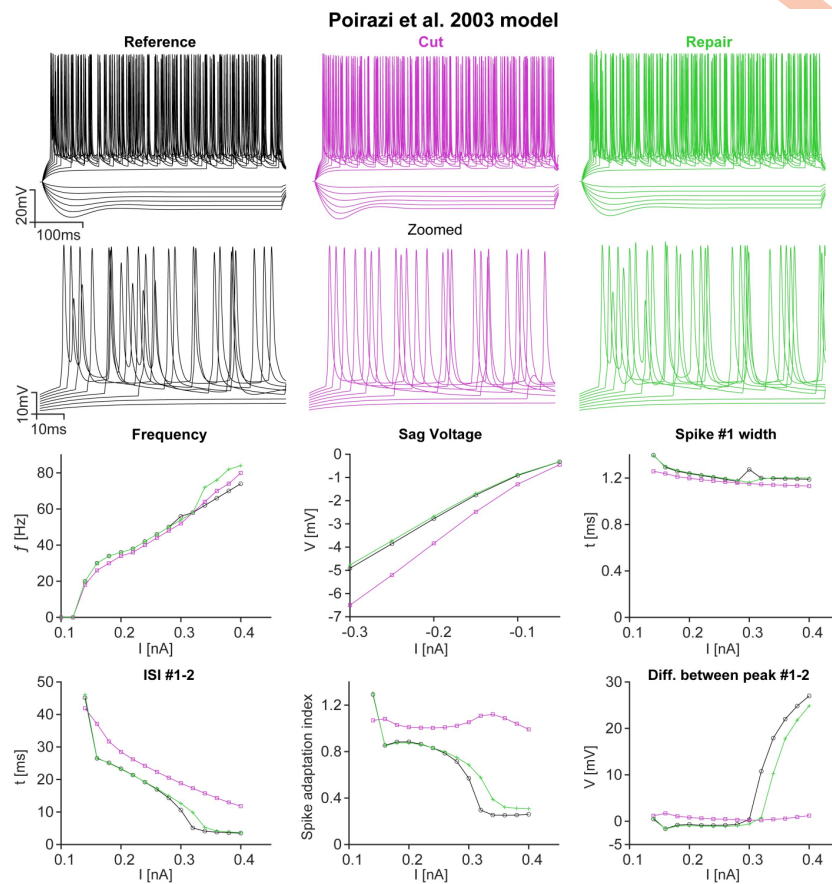 Poirazi et al. 2003 model
Reference Cut Repair
20mV
100ms
Zoomed
10mV
10ms
Frequency Sag Voltage Spike #1 width
80
60
40
20
0
f [Hz]
0.1 0.2 0.3 0.4
I [nA]
0
-1
-2
-3
-4
-5
-6
-7
V [mV]
-0.3 -0.2 -0.1
I [nA]
1.2
0.8
0.4
0
t [ms]
0.1 0.2 0.3 0.4
I [nA]
ISI #1-2 Diff. between peak #1-2
50
40
30
20
10
0
t [ms]
0.1 0.2 0.3 0.4
I [nA]
1.2
0.8
0.4
0
Spike adaptation index
0.1 0.2 0.3 0.4
I [nA]
30
20
10
0
-5
V [mV]
0.1 0.2 0.3 0.4
I [nA]